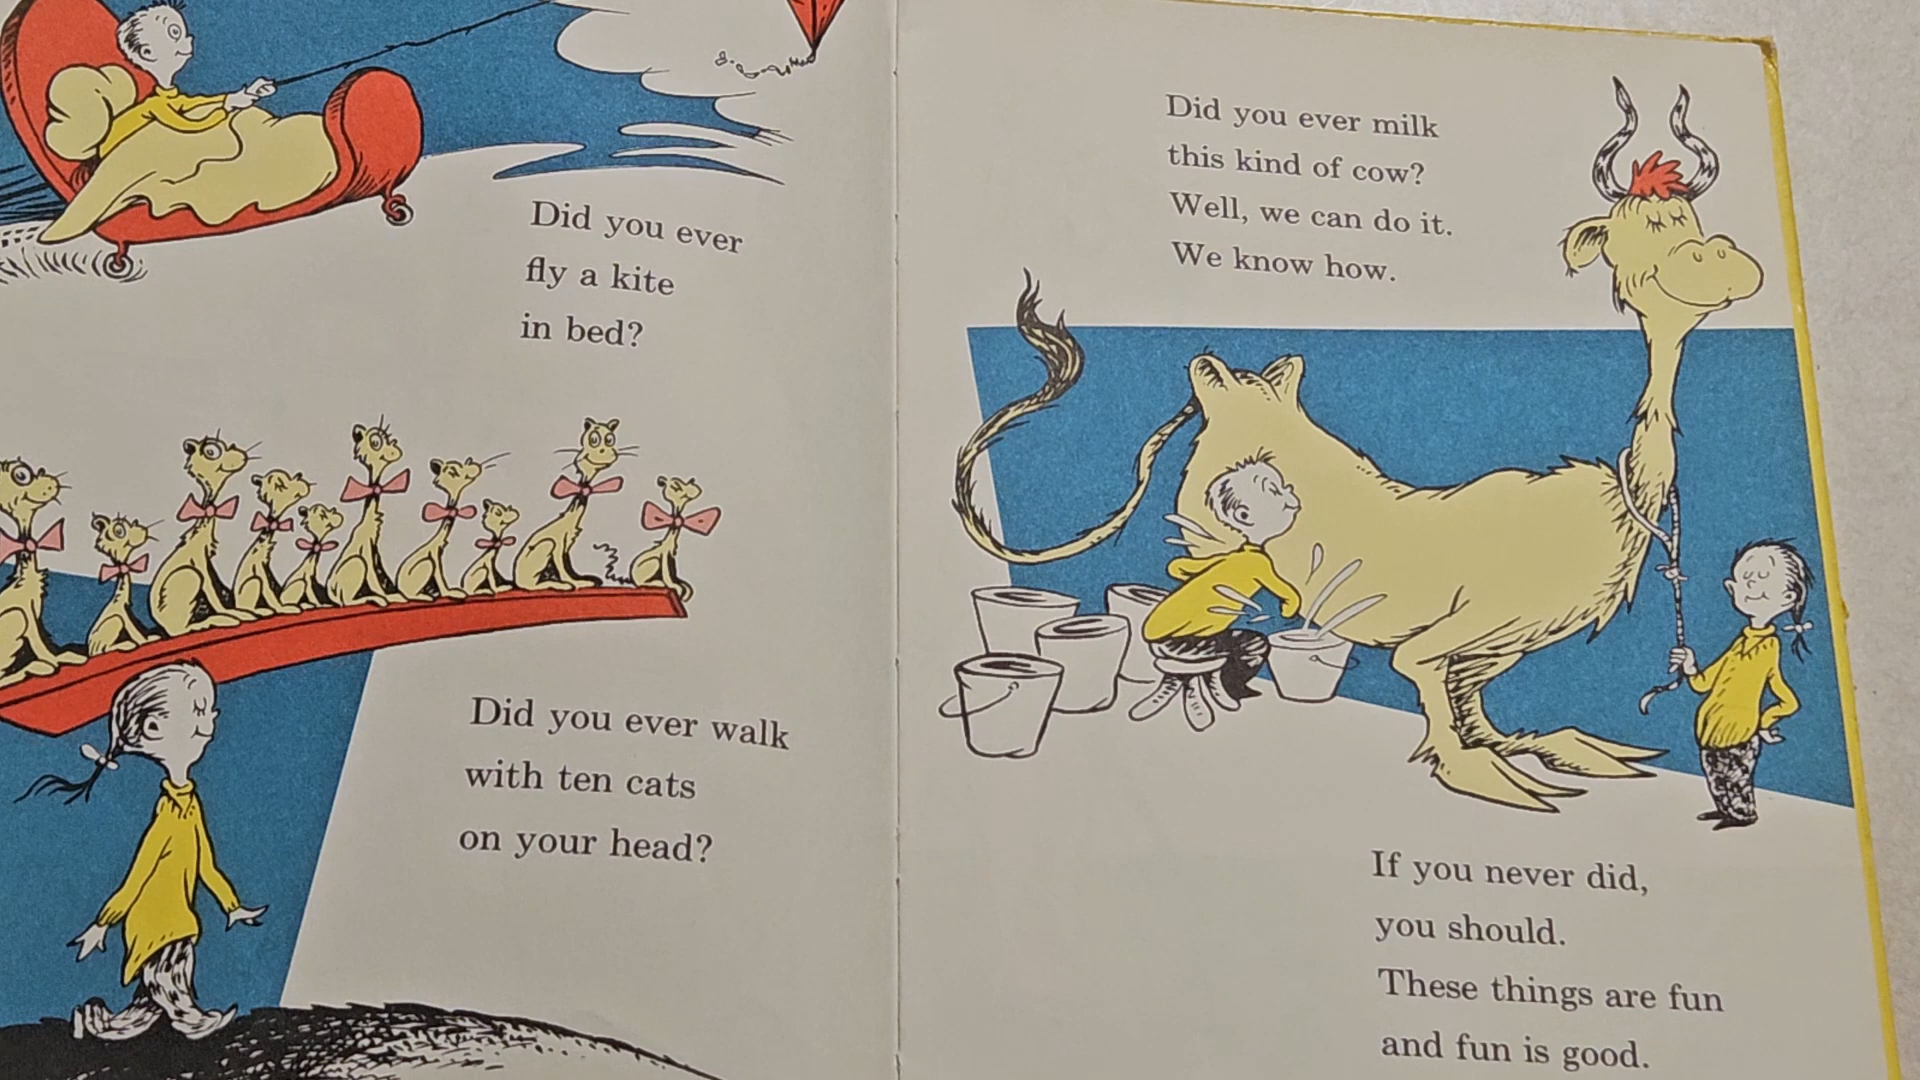 Did you ever
fly a kite
in bed?
Did you ever walk
with ten cats
on your head?
Did you ever milk
this kind of cow?
Well, we can do it.
We know how.
If you never did,
you should.
These things are fun
and fun is good.